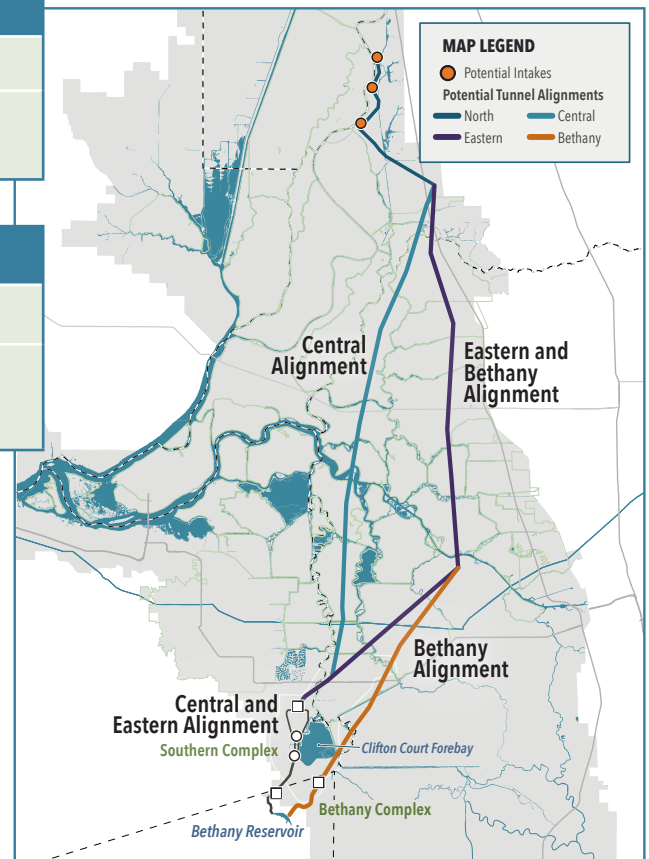 MAP LEGEND
Potential Intakes
Potential Tunnel Alignments
North
Central
Eastern
Bethany
Central
Alignment
Eastern and
Bethany
Alignment
Bethany
Alignment
Central and
Eastern Alignment
Southern Complex
Clifton Court Forebay
Bethany Complex
Bethany Reservoir